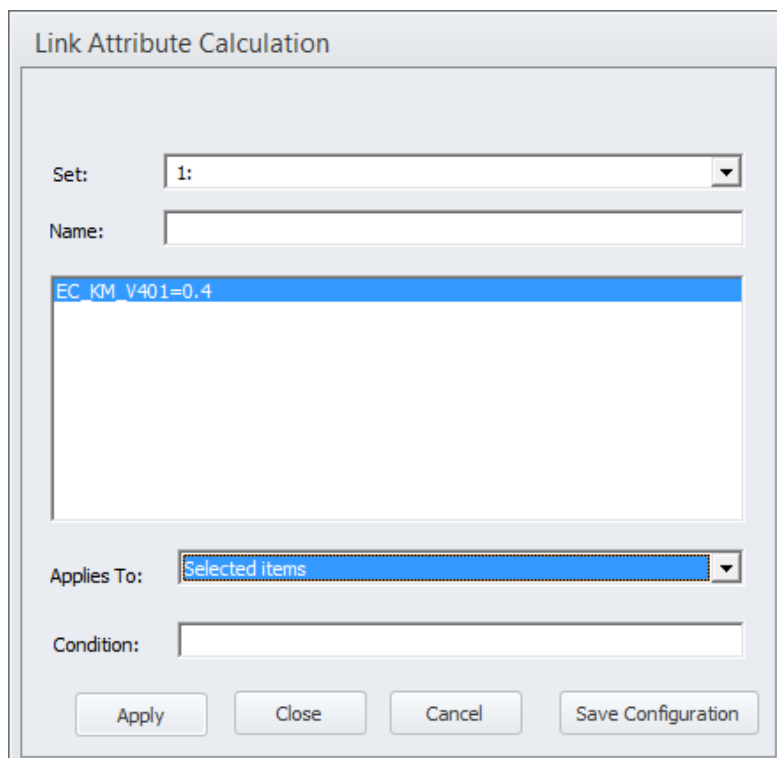 Link Attribute Calculation
Set: 1:
Name:
EC_KM_V401=0.4
Applies To: Selected items
Condition:
Apply Close Cancel Save Configuration